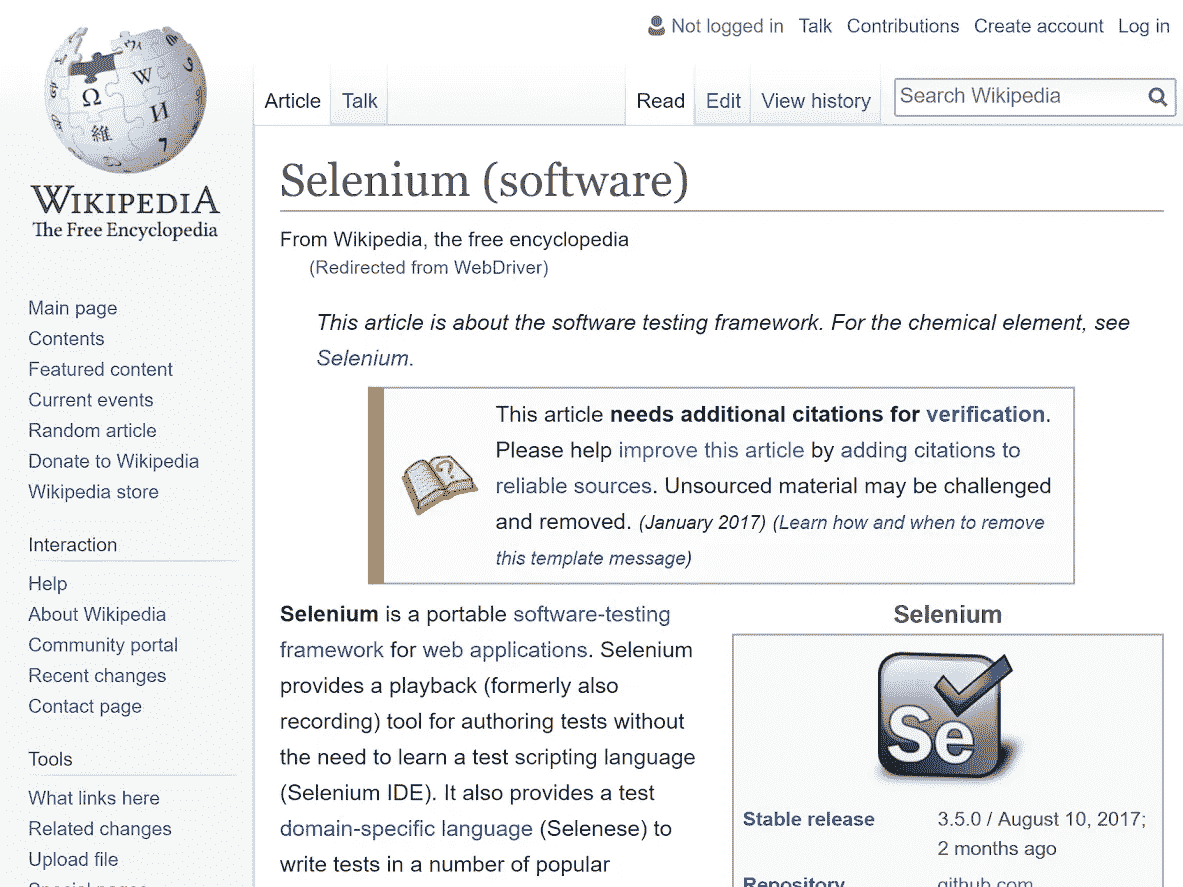 Not logged in Talk Contributions Create account Log in
Article Talk Read Edit View history Search Wikipedia
WIKIPEDIA
The Free Encyclopedia
Main page
Contents
Featured content
Current events
Random article
Donate to Wikipedia
Wikipedia store
Interaction
Help
About Wikipedia
Community portal
Recent changes
Contact page
Tools
What links here
Related changes
Upload file
Special pages
Selenium (software)
From Wikipedia, the free encyclopedia
(Redirected from WebDriver)
This article is about the software testing framework. For the chemical element, see
Selenium.
This article needs additional citations for verification.
Please help improve this article by adding citations to
reliable sources. Unsourced material may be challenged
and removed. (January 2017) (Learn how and when to remove
this template message)
Selenium is a portable software-testing
framework for web applications. Selenium
provides a playback (formerly also
recording) tool for authoring tests without
the need to learn a test scripting language
(Selenium IDE). It also provides a test
domain-specific language (Selenese) to
write tests in a number of popular
Selenium
Se
Stable release 3.5.0 / August 10, 2017;
2 months ago
Repository github.com